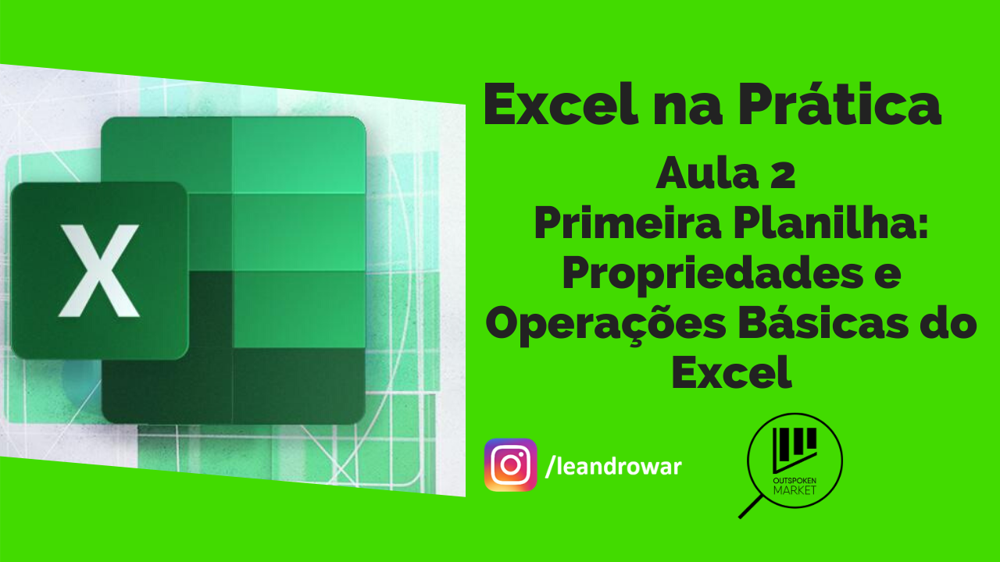 X
Excel na Prática
Aula 2
Primeira Planilha:
Propriedades e
Operações Básicas do
Excel
/leandrowar
OUTSPOKEN
MARKET